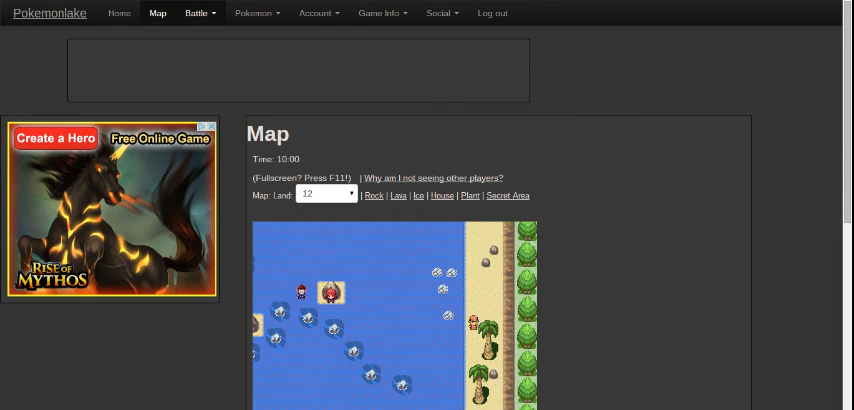 Pokemonlake Home Map Battle Pokemon Account Game Info Social Log out
Create a Hero Free Online Game
RISE OF
MYTHOS
Map
Time: 10:00
(Fullscreen? Press F11!) | Why am I not seeing other players?
Map: Land: 12 | Rock | Lava | Ice | House | Plant | Secret Area